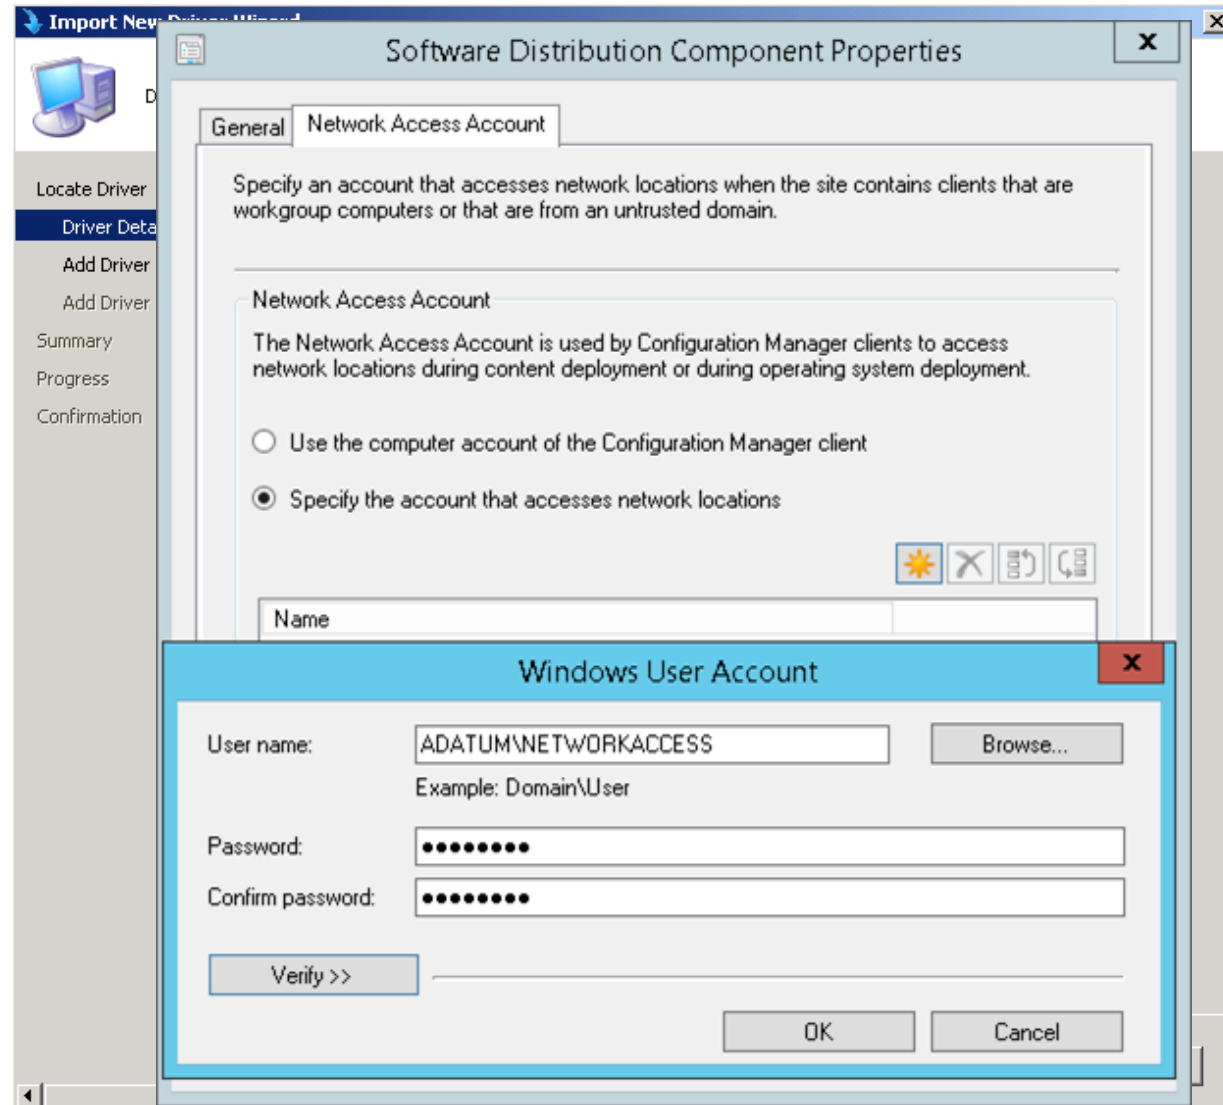 Import New Driver Wizard
Software Distribution Component Properties
D
General
Network Access Account
Locate Driver
Driver Deta
Add Driver
Add Driver
Summary
Progress
Confirmation
Specify an account that accesses network locations when the site contains clients that are
workgroup computers or that are from an untrusted domain.
Network Access Account
The Network Access Account is used by Configuration Manager clients to access
network locations during content deployment or during operating system deployment.
Use the computer account of the Configuration Manager client
Specify the account that accesses network locations
Name
Windows User Account
User name:
ADATUM\NETWORKACCESS
Browse...
Example: Domain\User
Password:
●●●●●●●●
Confirm password:
●●●●●●●●
Verify >>
OK
Cancel